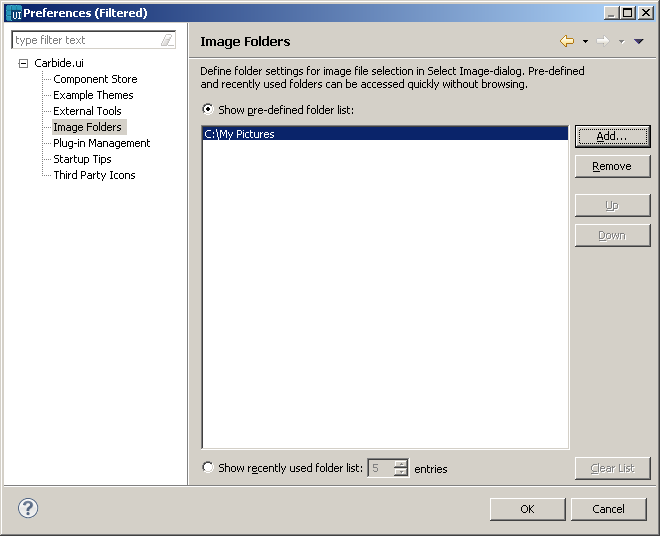 UI Preferences (Filtered)
type filter text
Image Folders
Carbide.ui
Component Store
Example Themes
External Tools
Image Folders
Plug-in Management
Startup Tips
Third Party Icons
Define folder settings for image file selection in Select Image-dialog. Pre-defined
and recently used folders can be accessed quickly without browsing.
Show pre-defined folder list:
C:\My Pictures
Add...
Remove
Up
Down
Show recently used folder list: 5 entries
Clear List
?
OK
Cancel